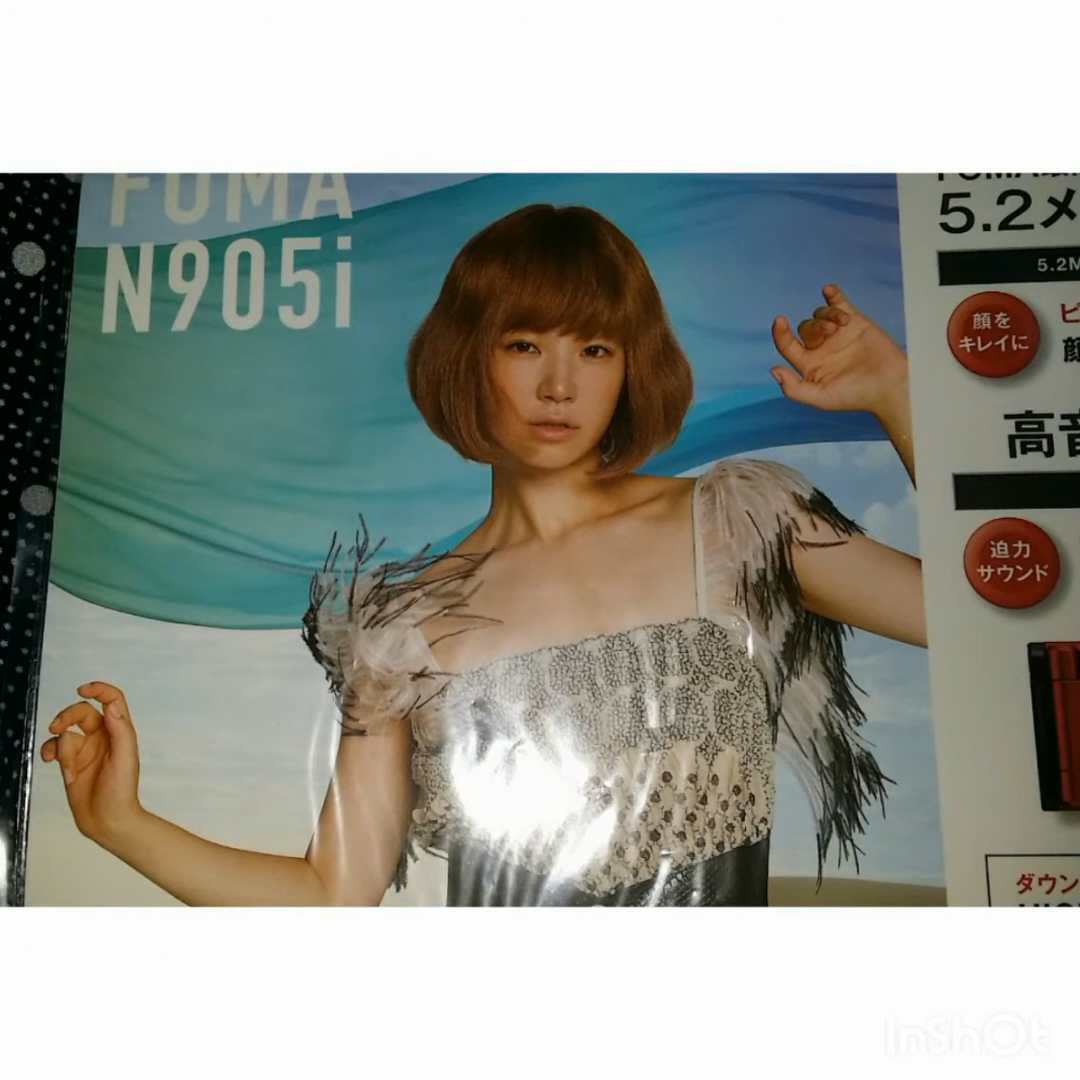 FOMA
N905i
5.2メ
5.2M
顔を
キレイに
顔
高音
迫力
サウンド
ダウン
InShOt